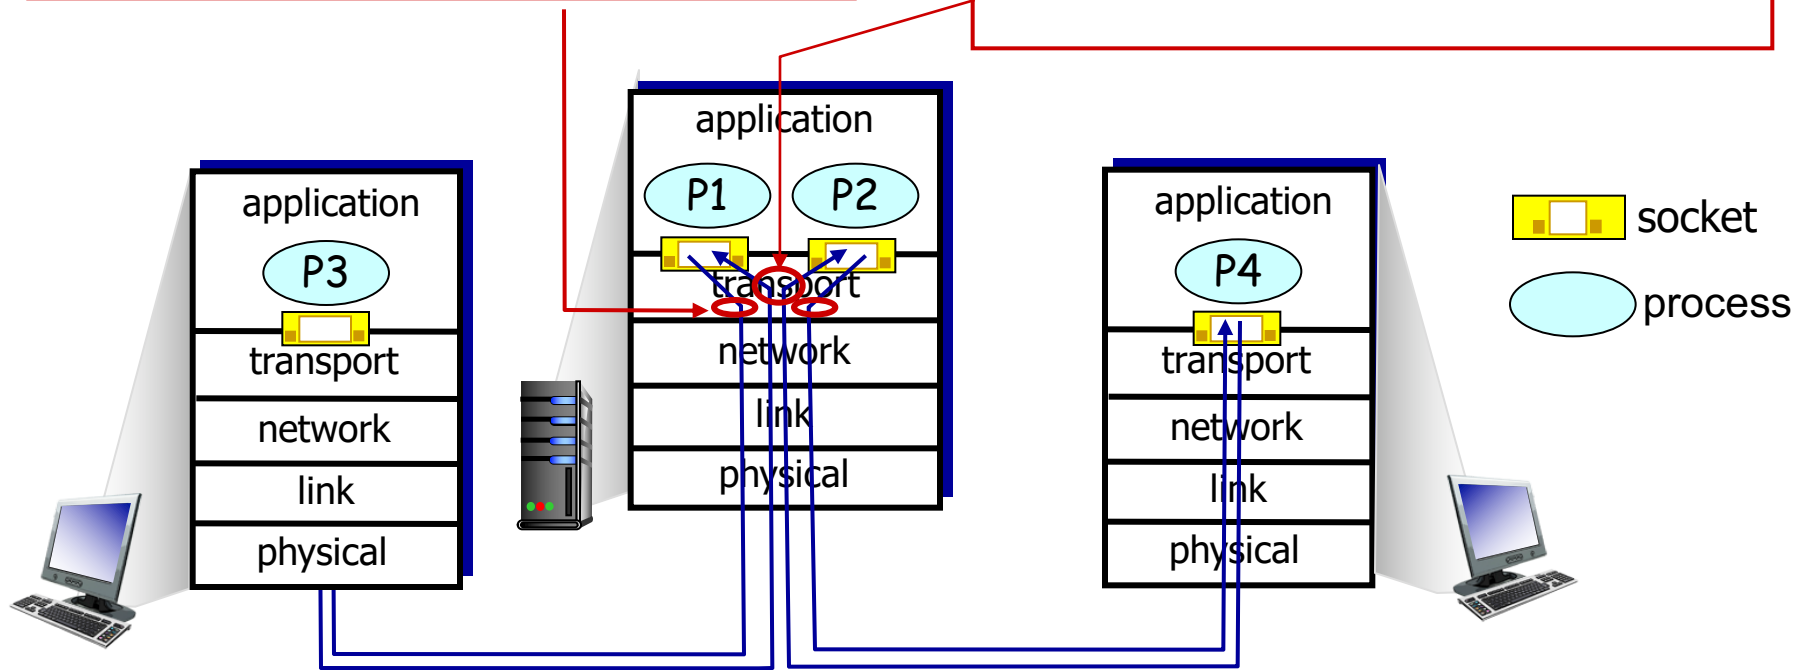 application
P1
P2
transport
network
link
physical
application
P3
transport
network
link
physical
application
P4
transport
network
link
physical
socket
process